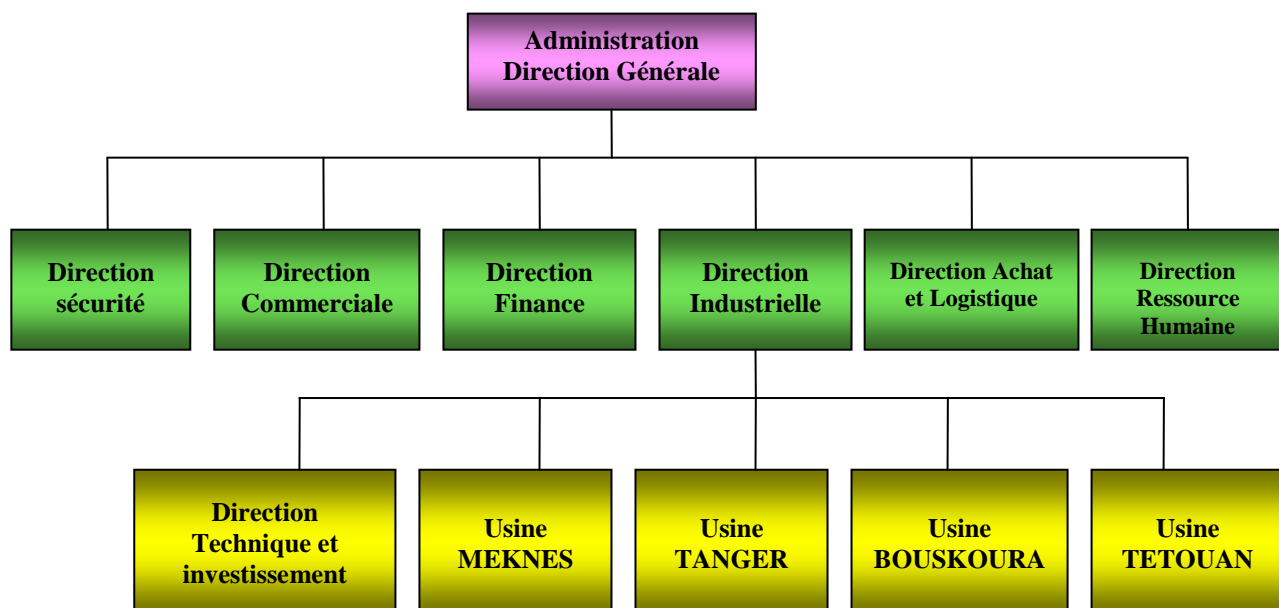 Administration
Direction Générale
Direction
sécurité
Direction
Commerciale
Direction
Finance
Direction
Industrielle
Direction Achat
et Logistique
Direction
Ressource
Humaine
Direction
Technique et
investissement
Usine
MEKNES
Usine
TANGER
Usine
BOUSKOURA
Usine
TETOUAN